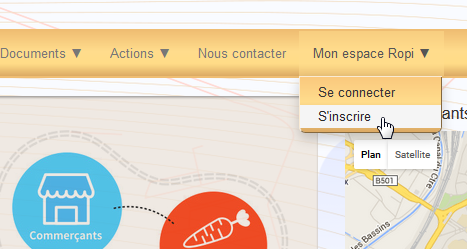 Documents ▼ Actions ▼ Nous contacter Mon espace Ropi ▼
Se connecter
S'inscrire
Plan Satellite
B501
Commerçants